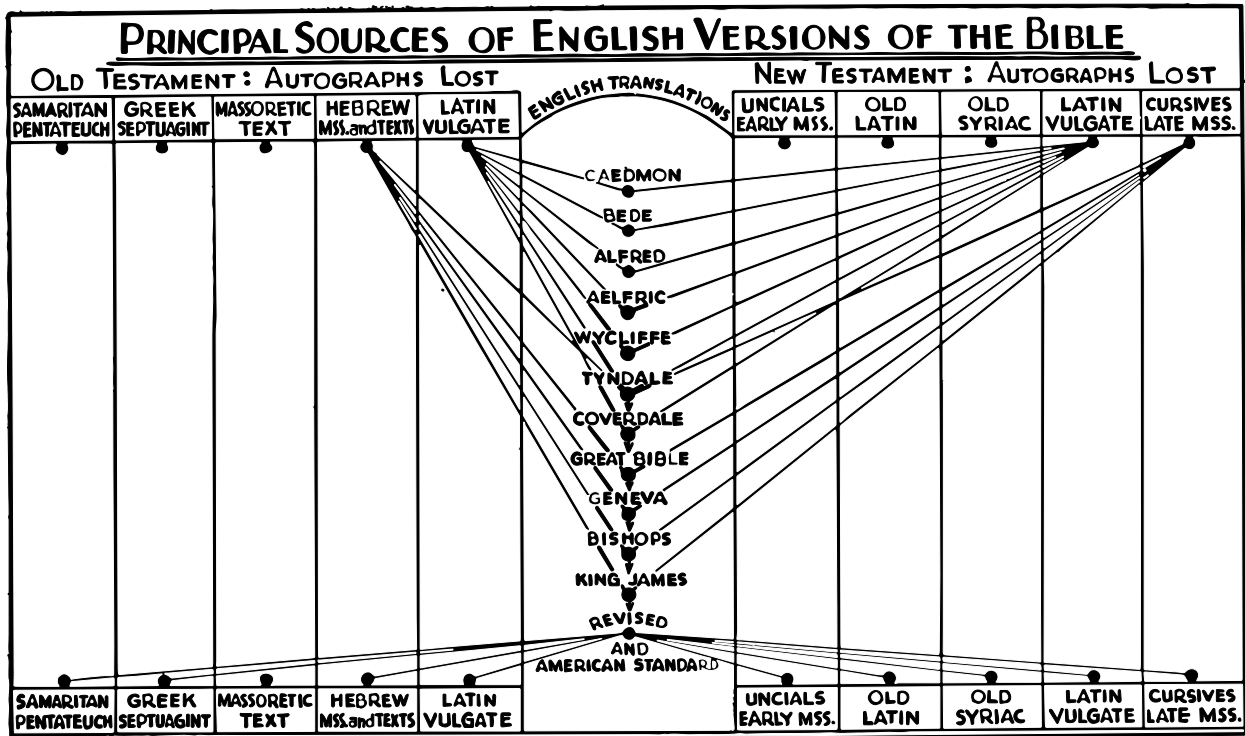 PRINCIPAL SOURCES OF ENGLISH VERSIONS OF THE BIBLE
OLD TESTAMENT : AUTOGRAPHS LOST
NEW TESTAMENT : AUTOGRAPHS LOST
SAMARITAN
PENTATEUCH
GREEK
SEPTUAGINT
MASSORETIC
TEXT
HEBREW
MSS. and TEXTS
LATIN
VULGATE
ENGLISH TRANSLATIONS
UNCIALS
EARLY MSS.
OLD
LATIN
OLD
SYRIAC
LATIN
VULGATE
CURSIVES
LATE MSS.
CAEDMON
BEDE
ALFRED
AELFRIC
WYCLIFFE
TYNDALE
COVERDALE
GREAT BIBLE
GENEVA
BISHOPS
KING JAMES
REVISED
AND
AMERICAN STANDARD
SAMARITAN
PENTATEUCH
GREEK
SEPTUAGINT
MASSORETIC
TEXT
HEBREW
MSS. and TEXTS
LATIN
VULGATE
UNCIALS
EARLY MSS.
OLD
LATIN
OLD
SYRIAC
LATIN
VULGATE
CURSIVES
LATE MSS.